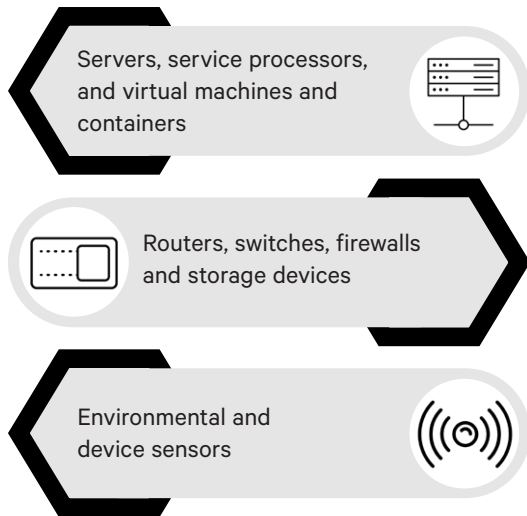 Servers, service processors,
and virtual machines and
containers
Routers, switches, firewalls
and storage devices
Environmental and
device sensors